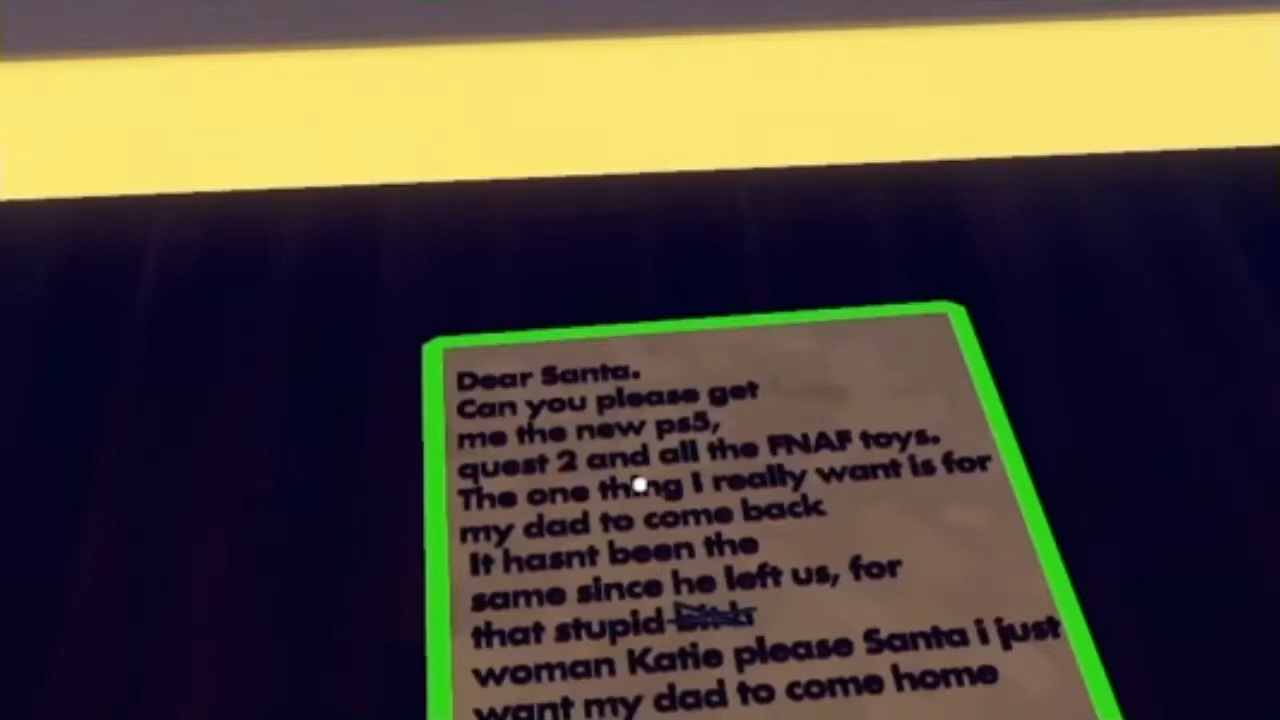 Dear Santa.
Can you please get
me the new ps5,
quest 2 and all the FNAF toys.
The one thing I really want is for
my dad to come back
It hasnt been the
same since he left us, for
that stupid
woman Katie please Santa i just
want my dad to come home